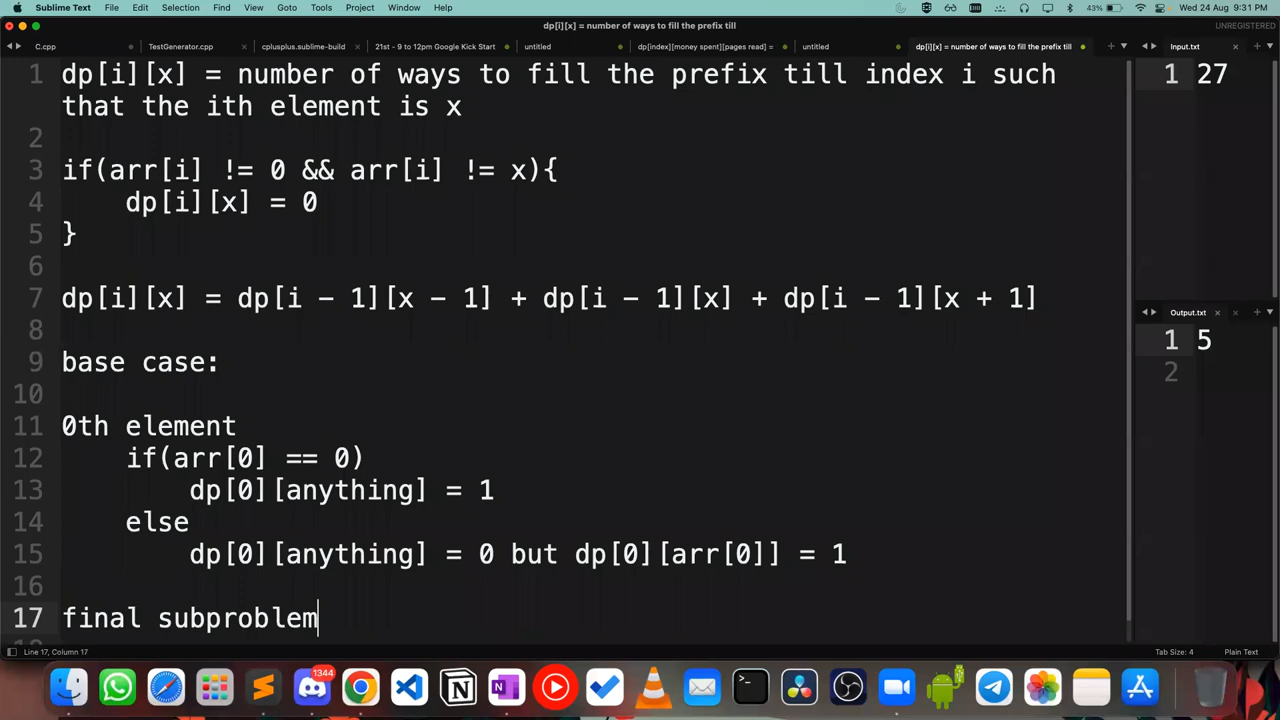 Sublime Text File Edit Selection Find View Goto Tools Project Window Help 43% Wed 24 Aug 9:31 PM
dp[i][x] = number of ways to fill the prefix till UNREGISTERED
C.cpp TestGenerator.cpp cplusplus.sublime-build 21st - 9 to 12pm Google Kick Start untitled dp[index][money spent][pages read] = untitled dp[i][x] = number of ways to fill the prefix till Input.txt
1 dp[i][x] = number of ways to fill the prefix till index i such
that the ith element is x
2
3 if(arr[i] != 0 && arr[i] != x){
4 dp[i][x] = 0
5 }
6
7 dp[i][x] = dp[i - 1][x - 1] + dp[i - 1][x] + dp[i - 1][x + 1]
8
9 base case:
10
11 0th element
12 if(arr[0] == 0)
13 dp[0][anything] = 1
14 else
15 dp[0][anything] = 0 but dp[0][arr[0]] = 1
16
17 final subproblem
1 27
Output.txt
1 5
2
Line 17, Column 17 Tab Size: 4 Plain Text
1344